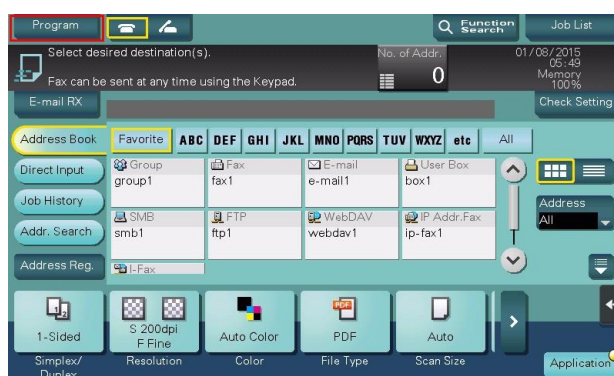 Program
Function
Search
Job List
Select desired destination(s).
Fax can be sent at any time using the Keypad.
No. of Addr.
0
01/08/2015
05:49
Memory
100%
E-mail RX
Check Setting
Address Book
Favorite ABC DEF GHI JKL MNO PQRS TUV WXYZ etc All
Direct Input
Group Fax E-mail User Box
group1 fax1 e-mail1 box1
Job History
Address
All
Addr. Search
SMB FTP WebDAV IP Addr.Fax
smb1 ftp1 webdav1 ip-fax1
Address Reg.
I-Fax
1-Sided
S 200dpi
F Fine
Auto Color
PDF
PDF
Auto
Simplex/
Duplex
Resolution
Color
File Type
Scan Size
Application